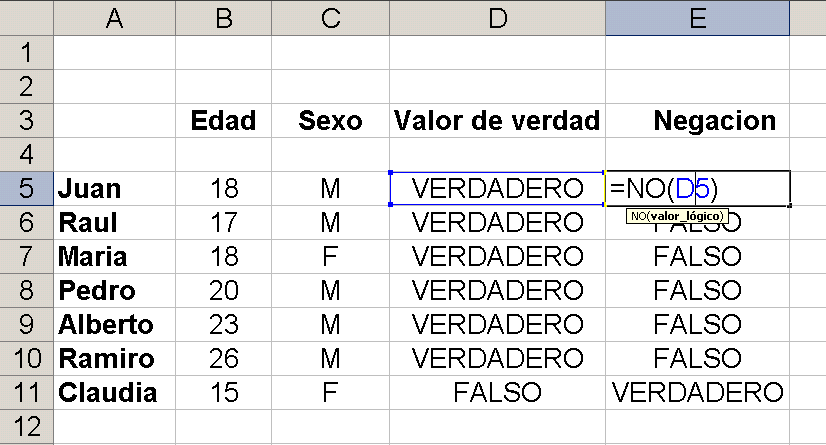 A B C D E
1
2
3 Edad Sexo Valor de verdad Negacion
4
5 Juan 18 M VERDADERO =NO(D5)
NO(valor_lógico)
6 Raul 17 M VERDADERO FALSO
7 Maria 18 F VERDADERO FALSO
8 Pedro 20 M VERDADERO FALSO
9 Alberto 23 M VERDADERO FALSO
10 Ramiro 26 M VERDADERO FALSO
11 Claudia 15 F FALSO VERDADERO
12